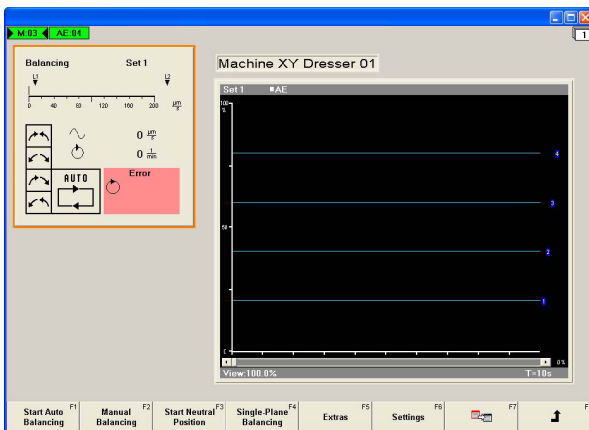 M:03 AE:04
1
Balancing Set 1
L1 L2
0 40 80 120 160 200 µm/s
0 µm/s
0 1/min
AUTO
Error
Machine XY Dresser 01
Set 1 ■AE
100
%
4
3
50
2
1
0
0%
View:100.0% T=10s
Start Auto Balancing F1
Manual Balancing F2
Start Neutral Position F3
Single-Plane Balancing F4
Extras F5
Settings F6
F7
F